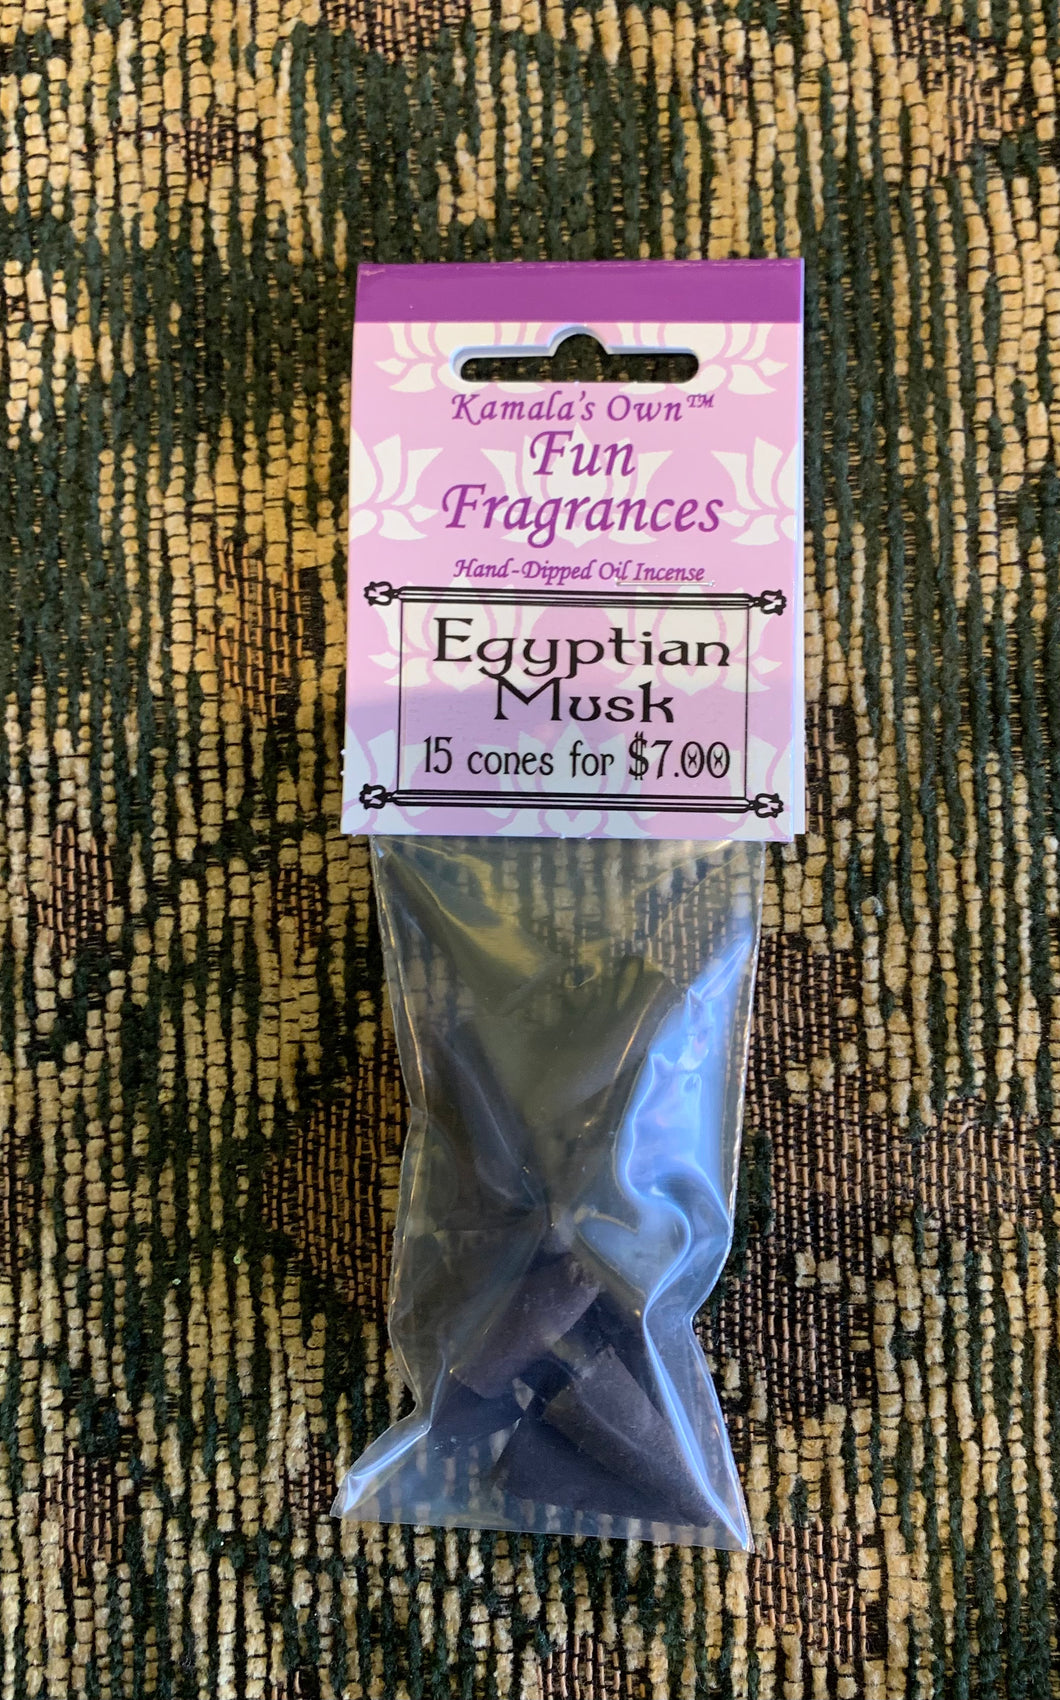 Kamala's Own™
Fun
Fragrances
Hand-Dipped Oil Incense
Egyptian
Musk
15 cones for $7.00